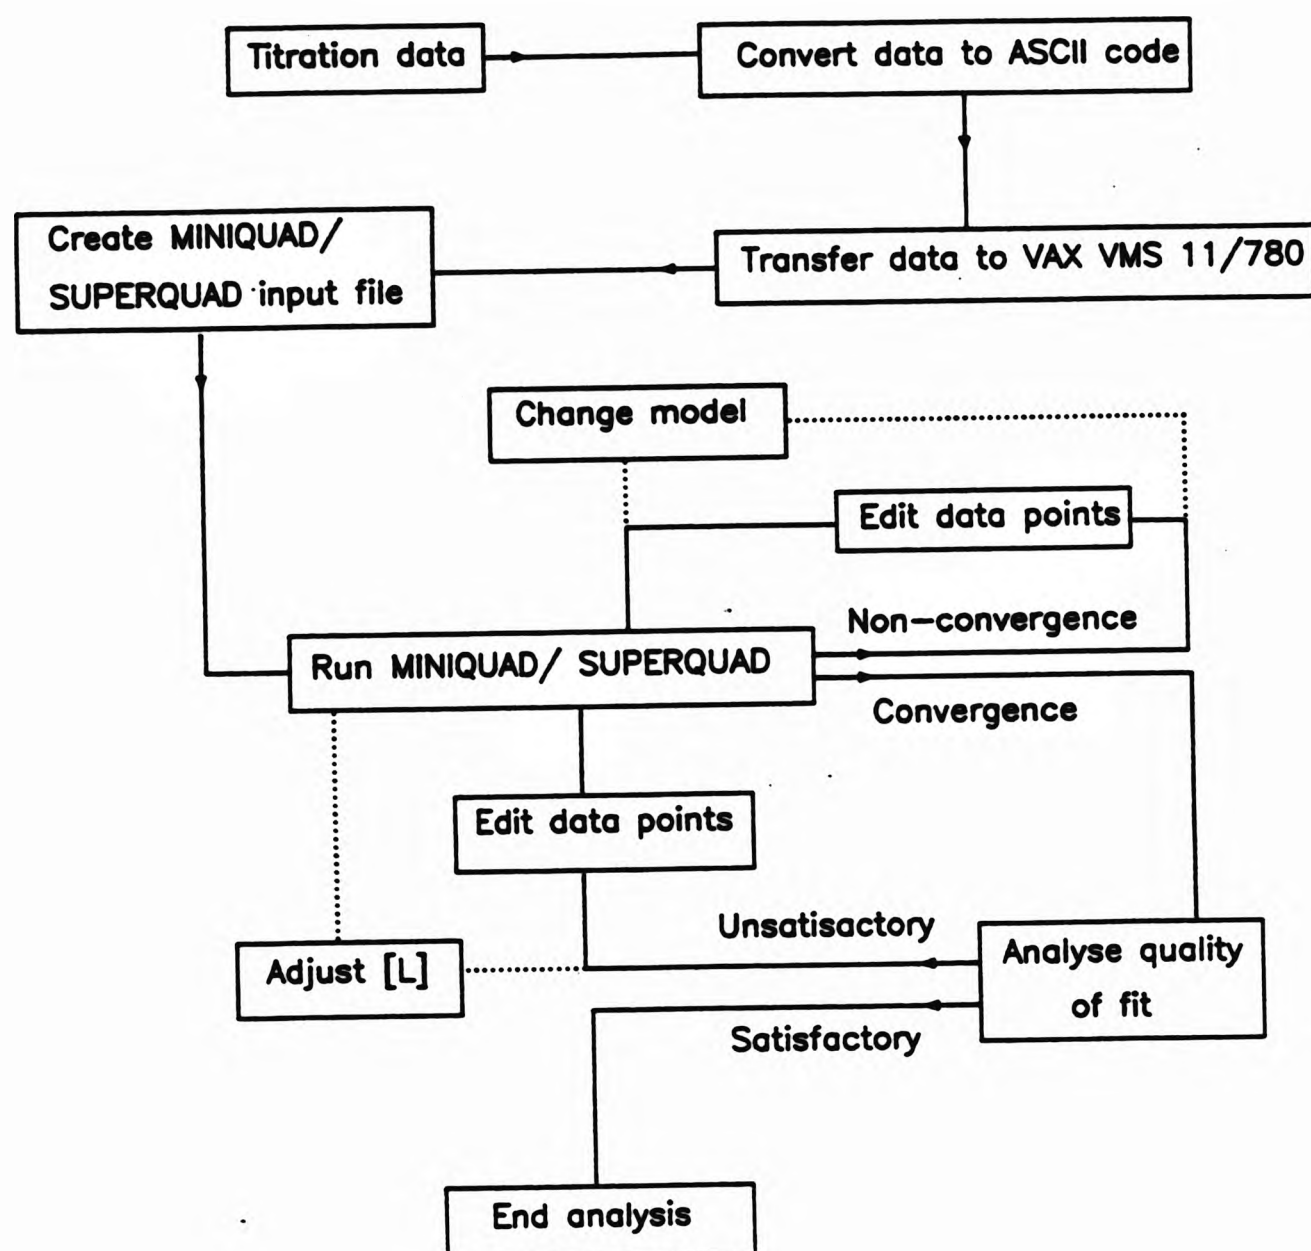 Titration data
Convert data to ASCII code
Create MINIQUAD/
SUPERQUAD input file
Transfer data to VAX VMS 11/780
Change model
Edit data points
Non-convergence
Run MINIQUAD/ SUPERQUAD
Convergence
Edit data points
Unsatisactory
Analyse quality
of fit
Adjust [L]
Satisfactory
End analysis